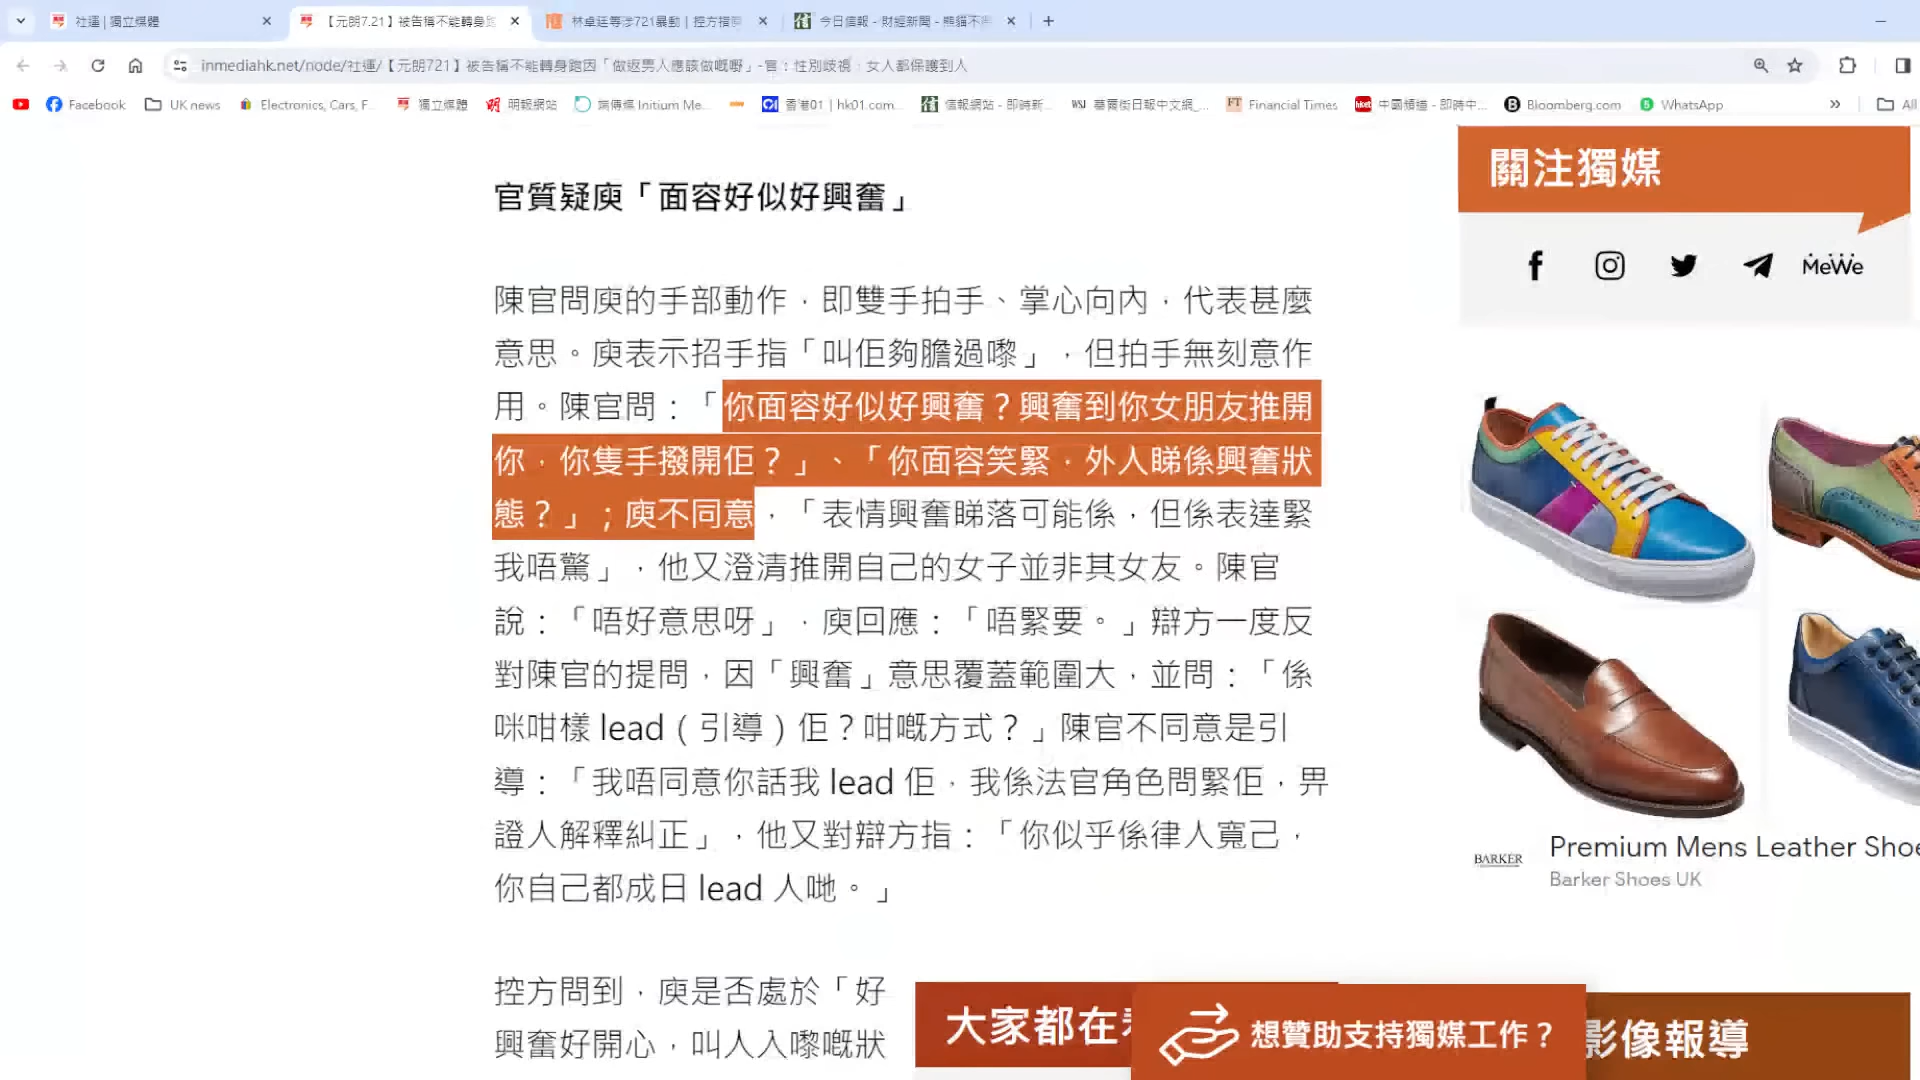 社運 | 獨立媒體
【元朗7.21】被告稱不能轉身跑
林卓廷等涉721暴動 | 控方指
今日信報 - 財經新聞 - 熊貓不
inmediahk.net/node/社運/【元朗721】被告稱不能轉身跑因「做返男人應該做嘅嘢」-官：性別歧視，女人都保護到人
Facebook
UK news
Electronics, Cars, F...
獨立媒體
明報網站
端傳媒 Initium Me...
香港01 | hk01.com...
信報網站 - 即時新...
華爾街日報中文網_...
Financial Times
中國頻道 - 即時中...
Bloomberg.com
WhatsApp
All
官質疑庾「面容好似好興奮」
陳官問庾的手部動作，即雙手拍手、掌心向內，代表甚麼
意思。庾表示招手指「叫佢夠膽過嚟」，但拍手無刻意作
用。陳官問：「你面容好似好興奮？興奮到你女朋友推開
你，你隻手撥開佢？」、「你面容笑緊，外人睇係興奮狀
態？」；庾不同意，「表情興奮睇落可能係，但係表達緊
我唔驚」，他又澄清推開自己的女子並非其女友。陳官
說：「唔好意思呀」，庾回應：「唔緊要。」辯方一度反
對陳官的提問，因「興奮」意思覆蓋範圍大，並問：「係
咪咁樣 lead（引導）佢？咁嘅方式？」陳官不同意是引
導：「我唔同意你話我 lead 佢，我係法官角色問緊佢，畀
證人解釋糾正」，他又對辯方指：「你似乎係律人寬己，
你自己都成日 lead 人哋。」
控方問到，庾是否處於「好
興奮好開心，叫人入嚟嘅狀
關注獨媒
MeWe
BARKER
Premium Mens Leather Shoe
Barker Shoes UK
大家都在
想贊助支持獨媒工作？
影像報導